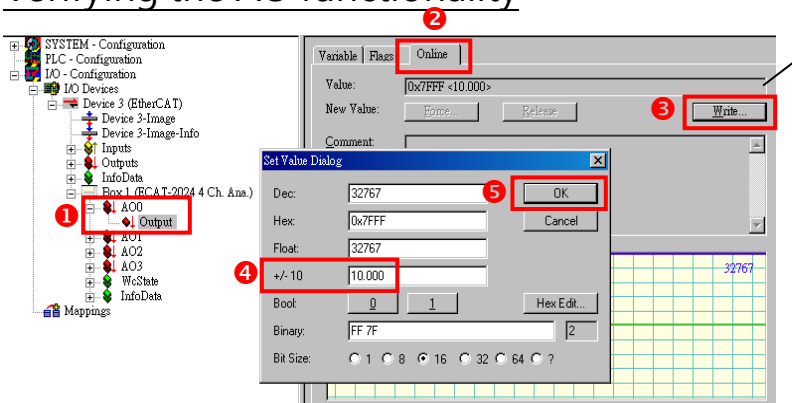 Verifying the AO functionality
2
SYSTEM - Configuration
PLC - Configuration
I/O - Configuration
I/O Devices
Device 3 (EtherCAT)
Device 3-Image
Device 3-Image-Info
Inputs
Outputs
InfoData
Box 1 (ECAT-2024 4 Ch. Ana.)
1
AO0
Output
AO1
AO2
AO3
WcState
InfoData
Mappings
Variable Flags Online
Value: 0x7FFF <10.000>
New Value: Force... Release 3 Write...
Comment:
Set Value Dialog
Dec: 32767 5 OK
Hex: 0x7FFF Cancel
Float: 32767
4 +/- 10 10.000
Bool: 0 1 Hex Edit...
Binary: FF 7F 2
Bit Size: 1 8 16 32 64 ?
32767